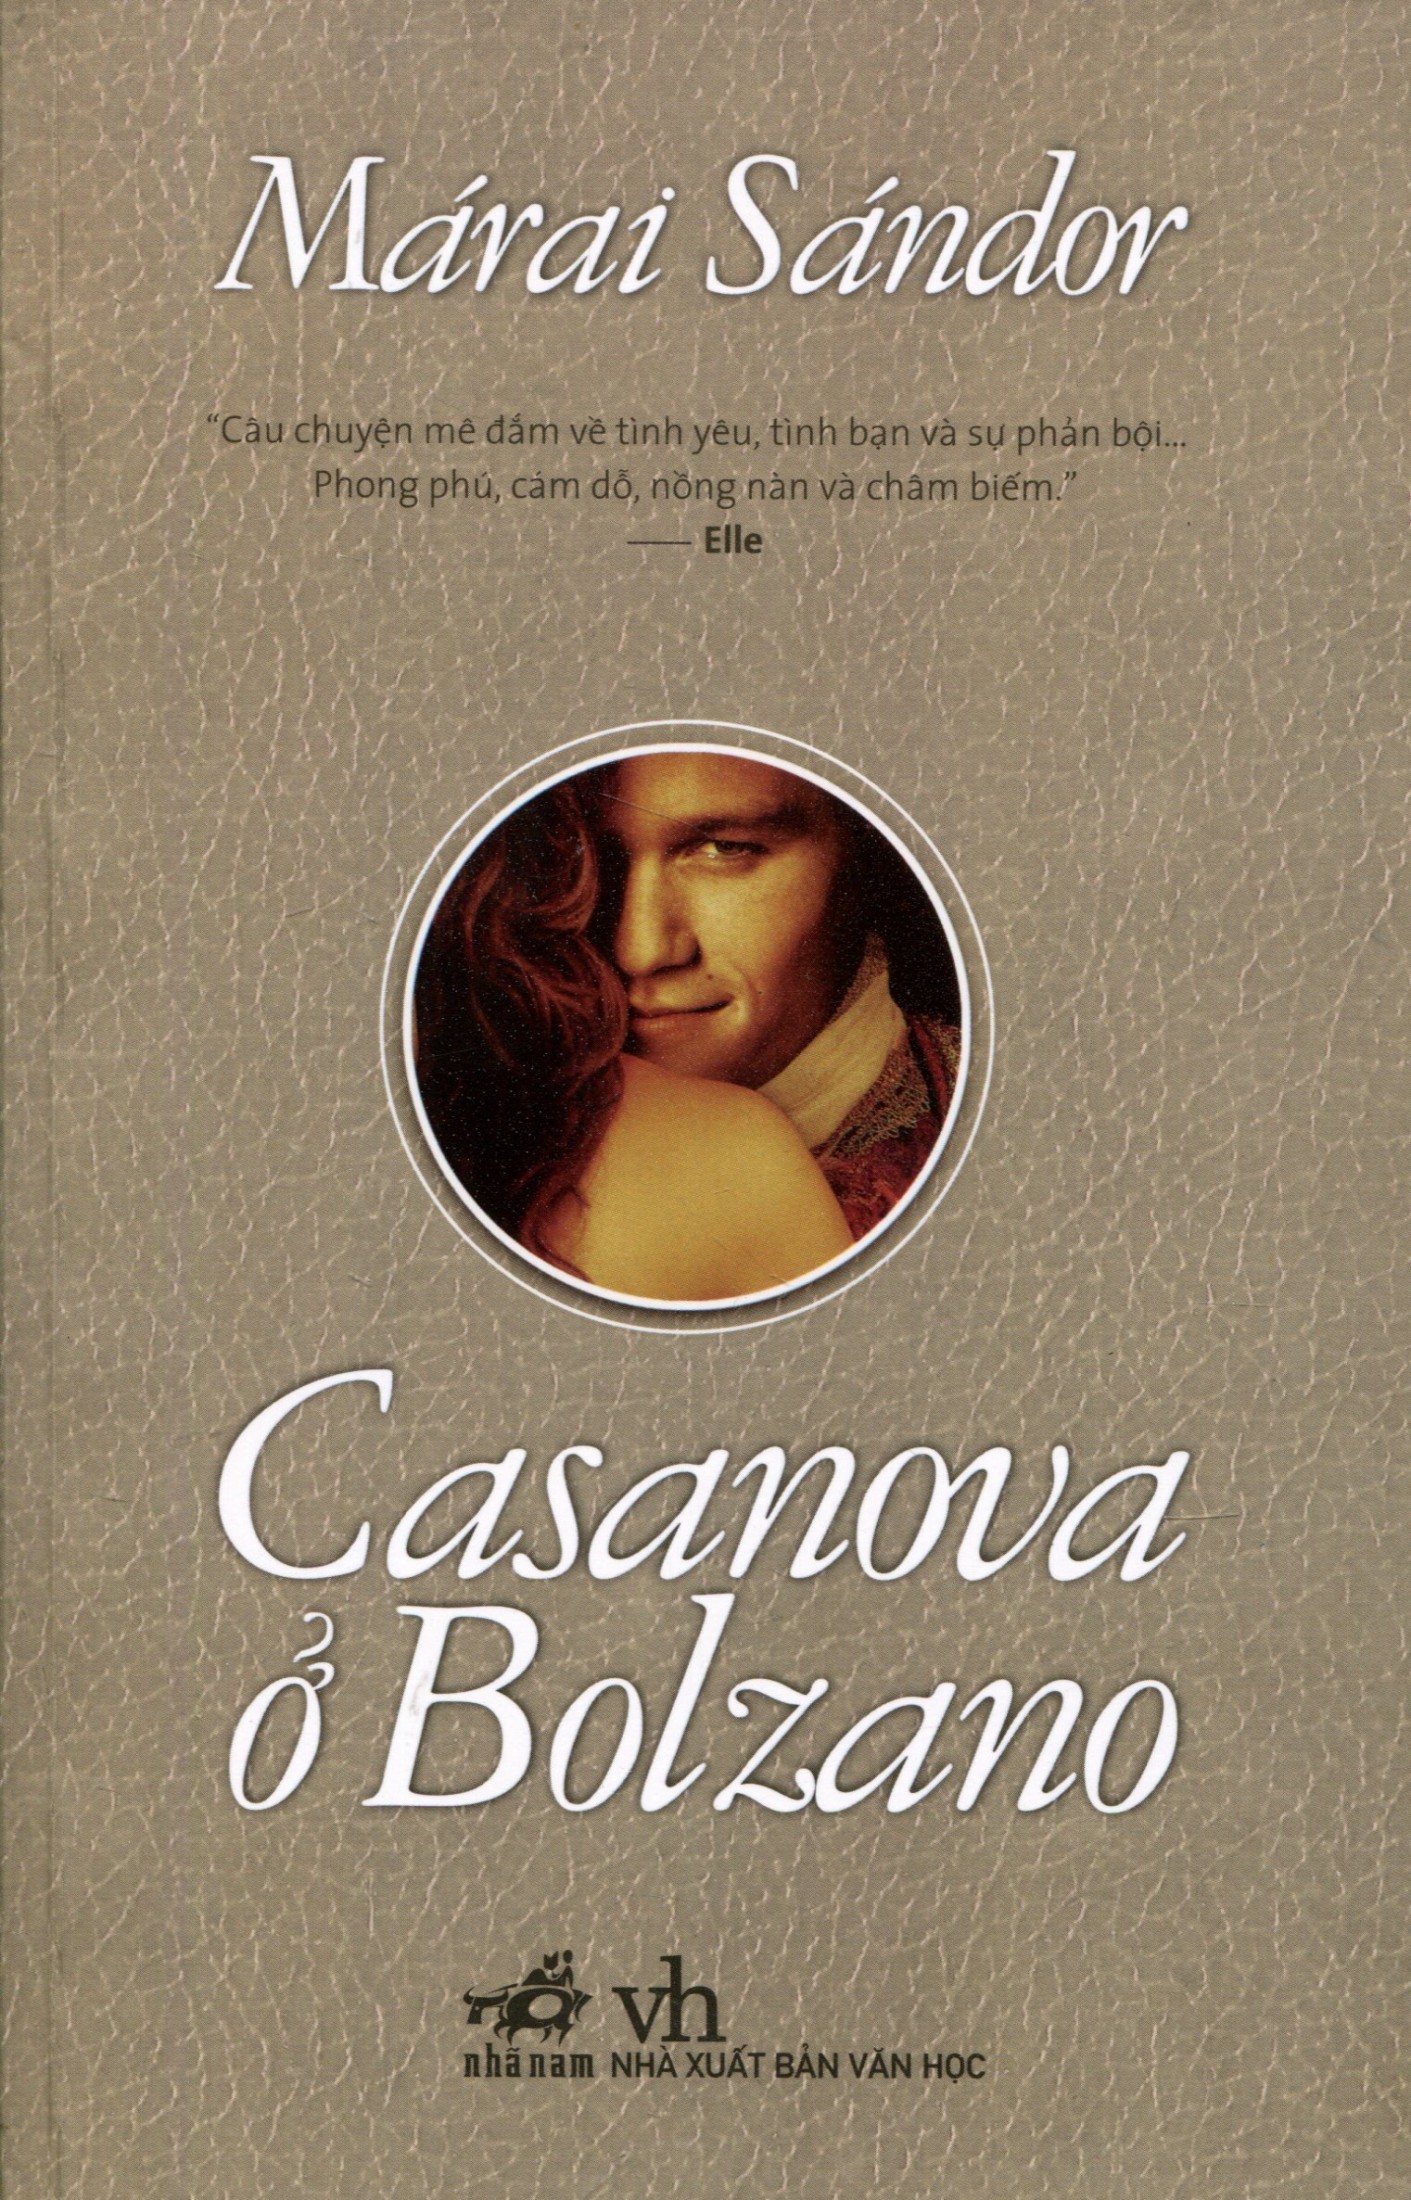 Márai Sándor
“Câu chuyện mê đắm về tình yêu, tình bạn và sự phản bội...
Phong phú, cám dỗ, nồng nàn và châm biếm.”
— Elle
Casanova
ở Bolzano
vh
nhã nam NHÀ XUẤT BẢN VĂN HỌC